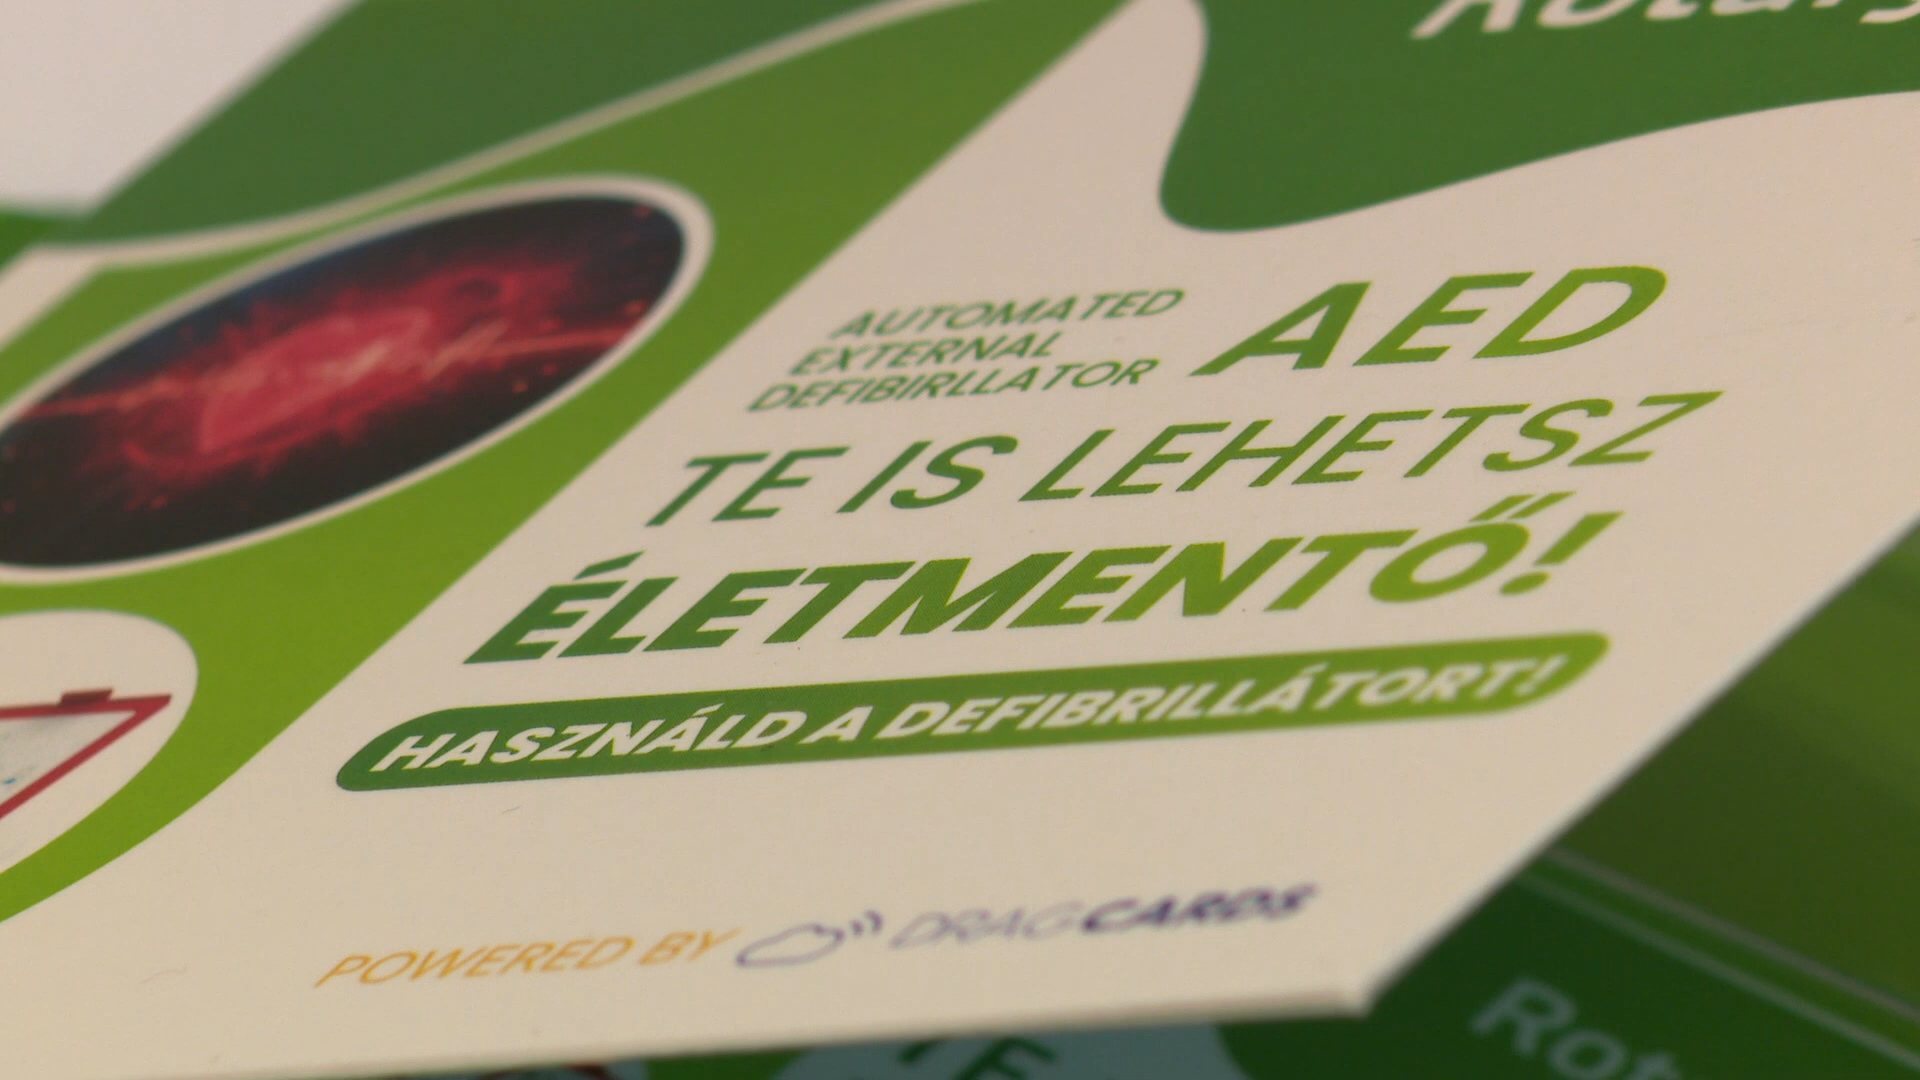 AUTOMATED
EXTERNAL
DEFIBIRLLATOR
AED
TE IS LEHETSZ
ÉLETMENTŐ!
HASZNÁLD A DEFIBRILLÁTORT!
POWERED BY DRAGCARDS